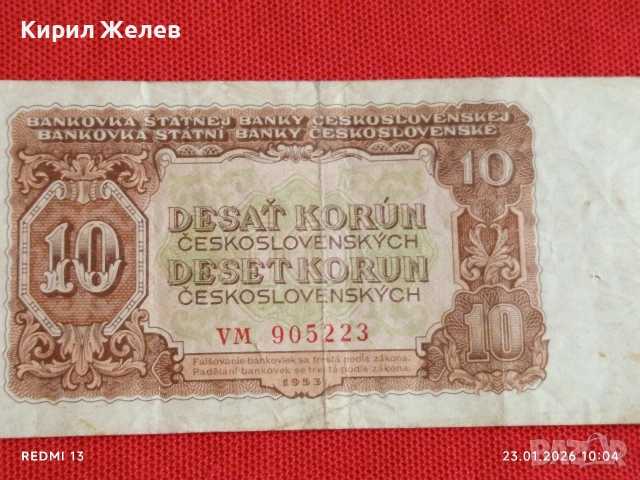 Кирил Желев
BANKOVKA ŠTÁTNEJ BANKY ČESKOSLOVENSKEJ
BANKOVKA STÁTNÍ BANKY ČESKOSLOVENSKÉ
10
10
DESAŤ KORÚN
ČESKOSLOVENSKÝCH
DESET KORUN
ČESKOSLOVENSKÝCH
10
VM 905223
Falšovanie bankoviek sa trestá podľa zákona.
Padělání bankovek se trestá podle zákona.
1953
REDMI 13
23.01.2026 10:04
BAZAR